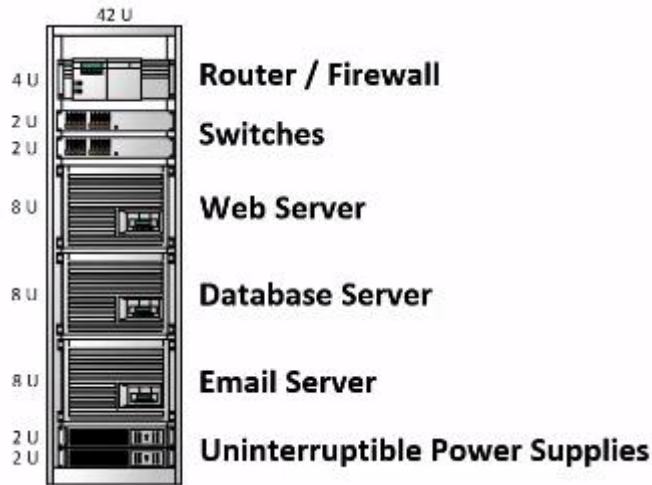 42 U
4 U
Router / Firewall
2 U
Switches
2 U
8 U
Web Server
8 U
Database Server
8 U
Email Server
2 U
Uninterruptible Power Supplies
2 U